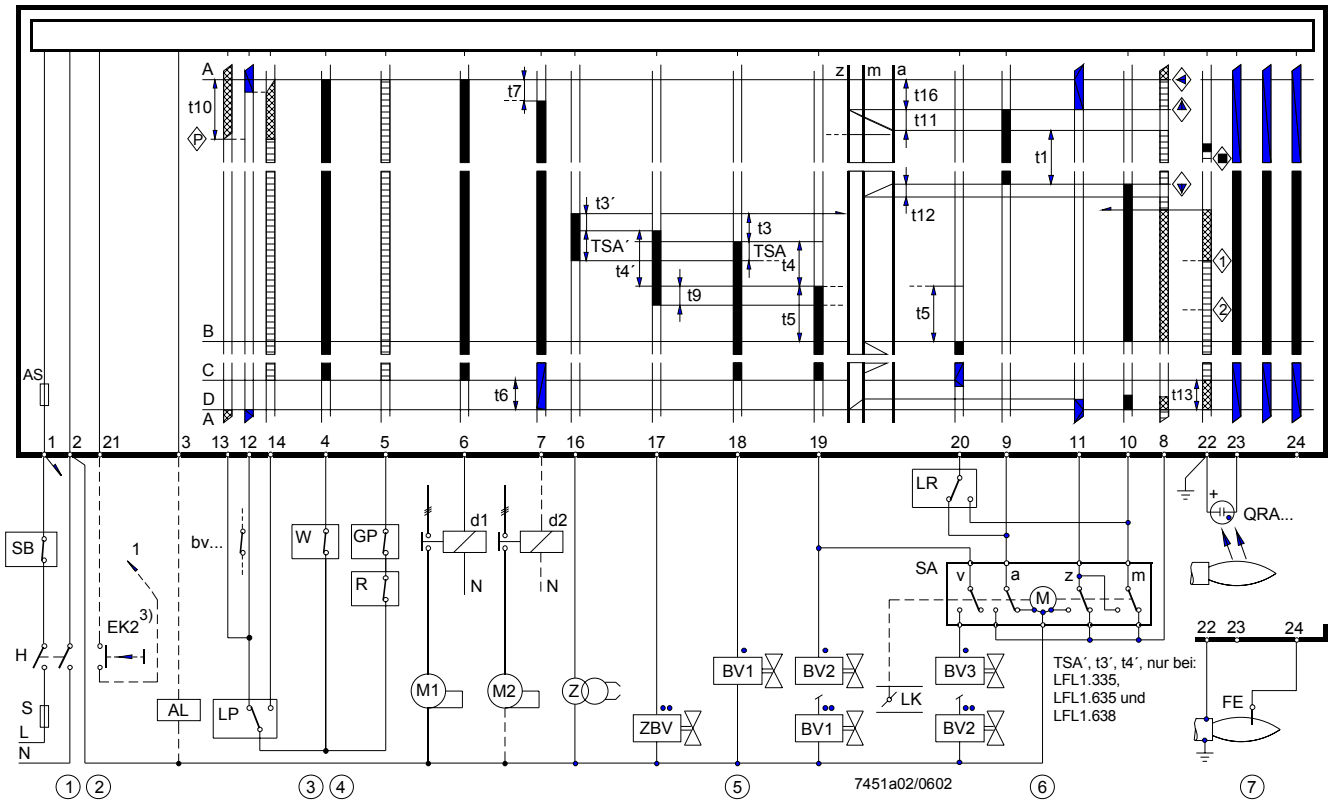 A
z m a
t7
t16
t10
t11
P
t1
t3´
t12
t3
TSA´
TSA
t4
1
t4´
t9
t5
t5
2
B
AS
C
t6
t13
D
A
1 2 21 3 13 12 14 4 5 6 7 16 17 18 19 20 9 11 10 8 22 23 24
LR
+
QRA...
d1
d2
SB
1
bv...
W
GP
SA
v a z m
R
N
N
M
EK2 3)
22 23 24
H
BV1
BV2
BV3
TSA´, t3´, t4´, nur bei:
LFL1.335,
LFL1.635 und
LFL1.638
M1
M2
Z
LK
S
AL
LP
FE
L
ZBV
BV1
BV2
N
1 2 3 4 5 7451a02/0602 6 7